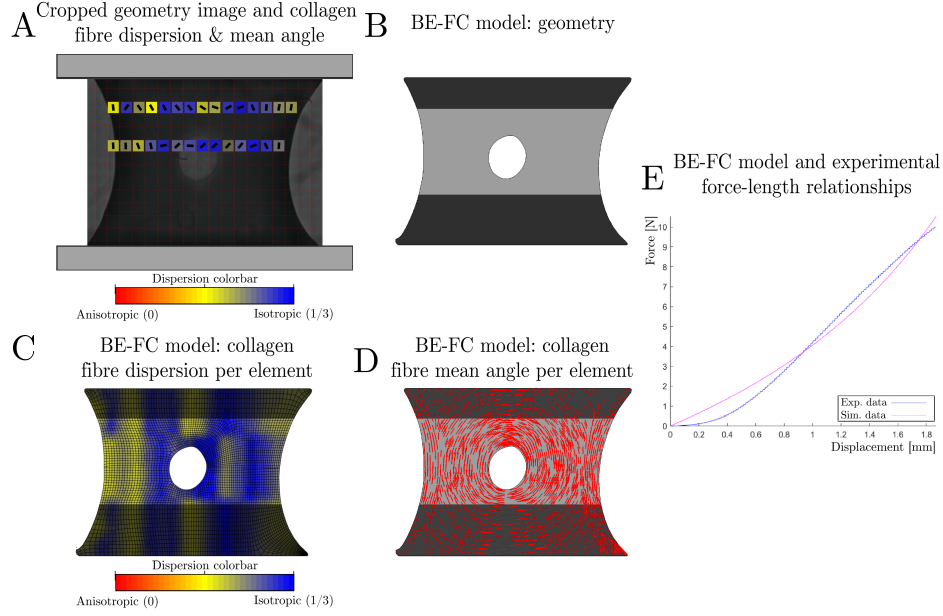 A
Cropped geometry image and collagen
fibre dispersion & mean angle
Dispersion colorbar
Anisotropic (0)
Isotropic (1/3)
B
BE-FC model: geometry
C
BE-FC model: collagen
fibre dispersion per element
Dispersion colorbar
Anisotropic (0)
Isotropic (1/3)
D
BE-FC model: collagen
fibre mean angle per element
E
BE-FC model and experimental
force-length relationships
Force [N]
10
9
8
7
6
5
4
3
2
1
0
0
0.2
0.4
0.6
0.8
1
1.2
1.4
1.6
1.8
Exp. data
Sim. data
Displacement [mm]